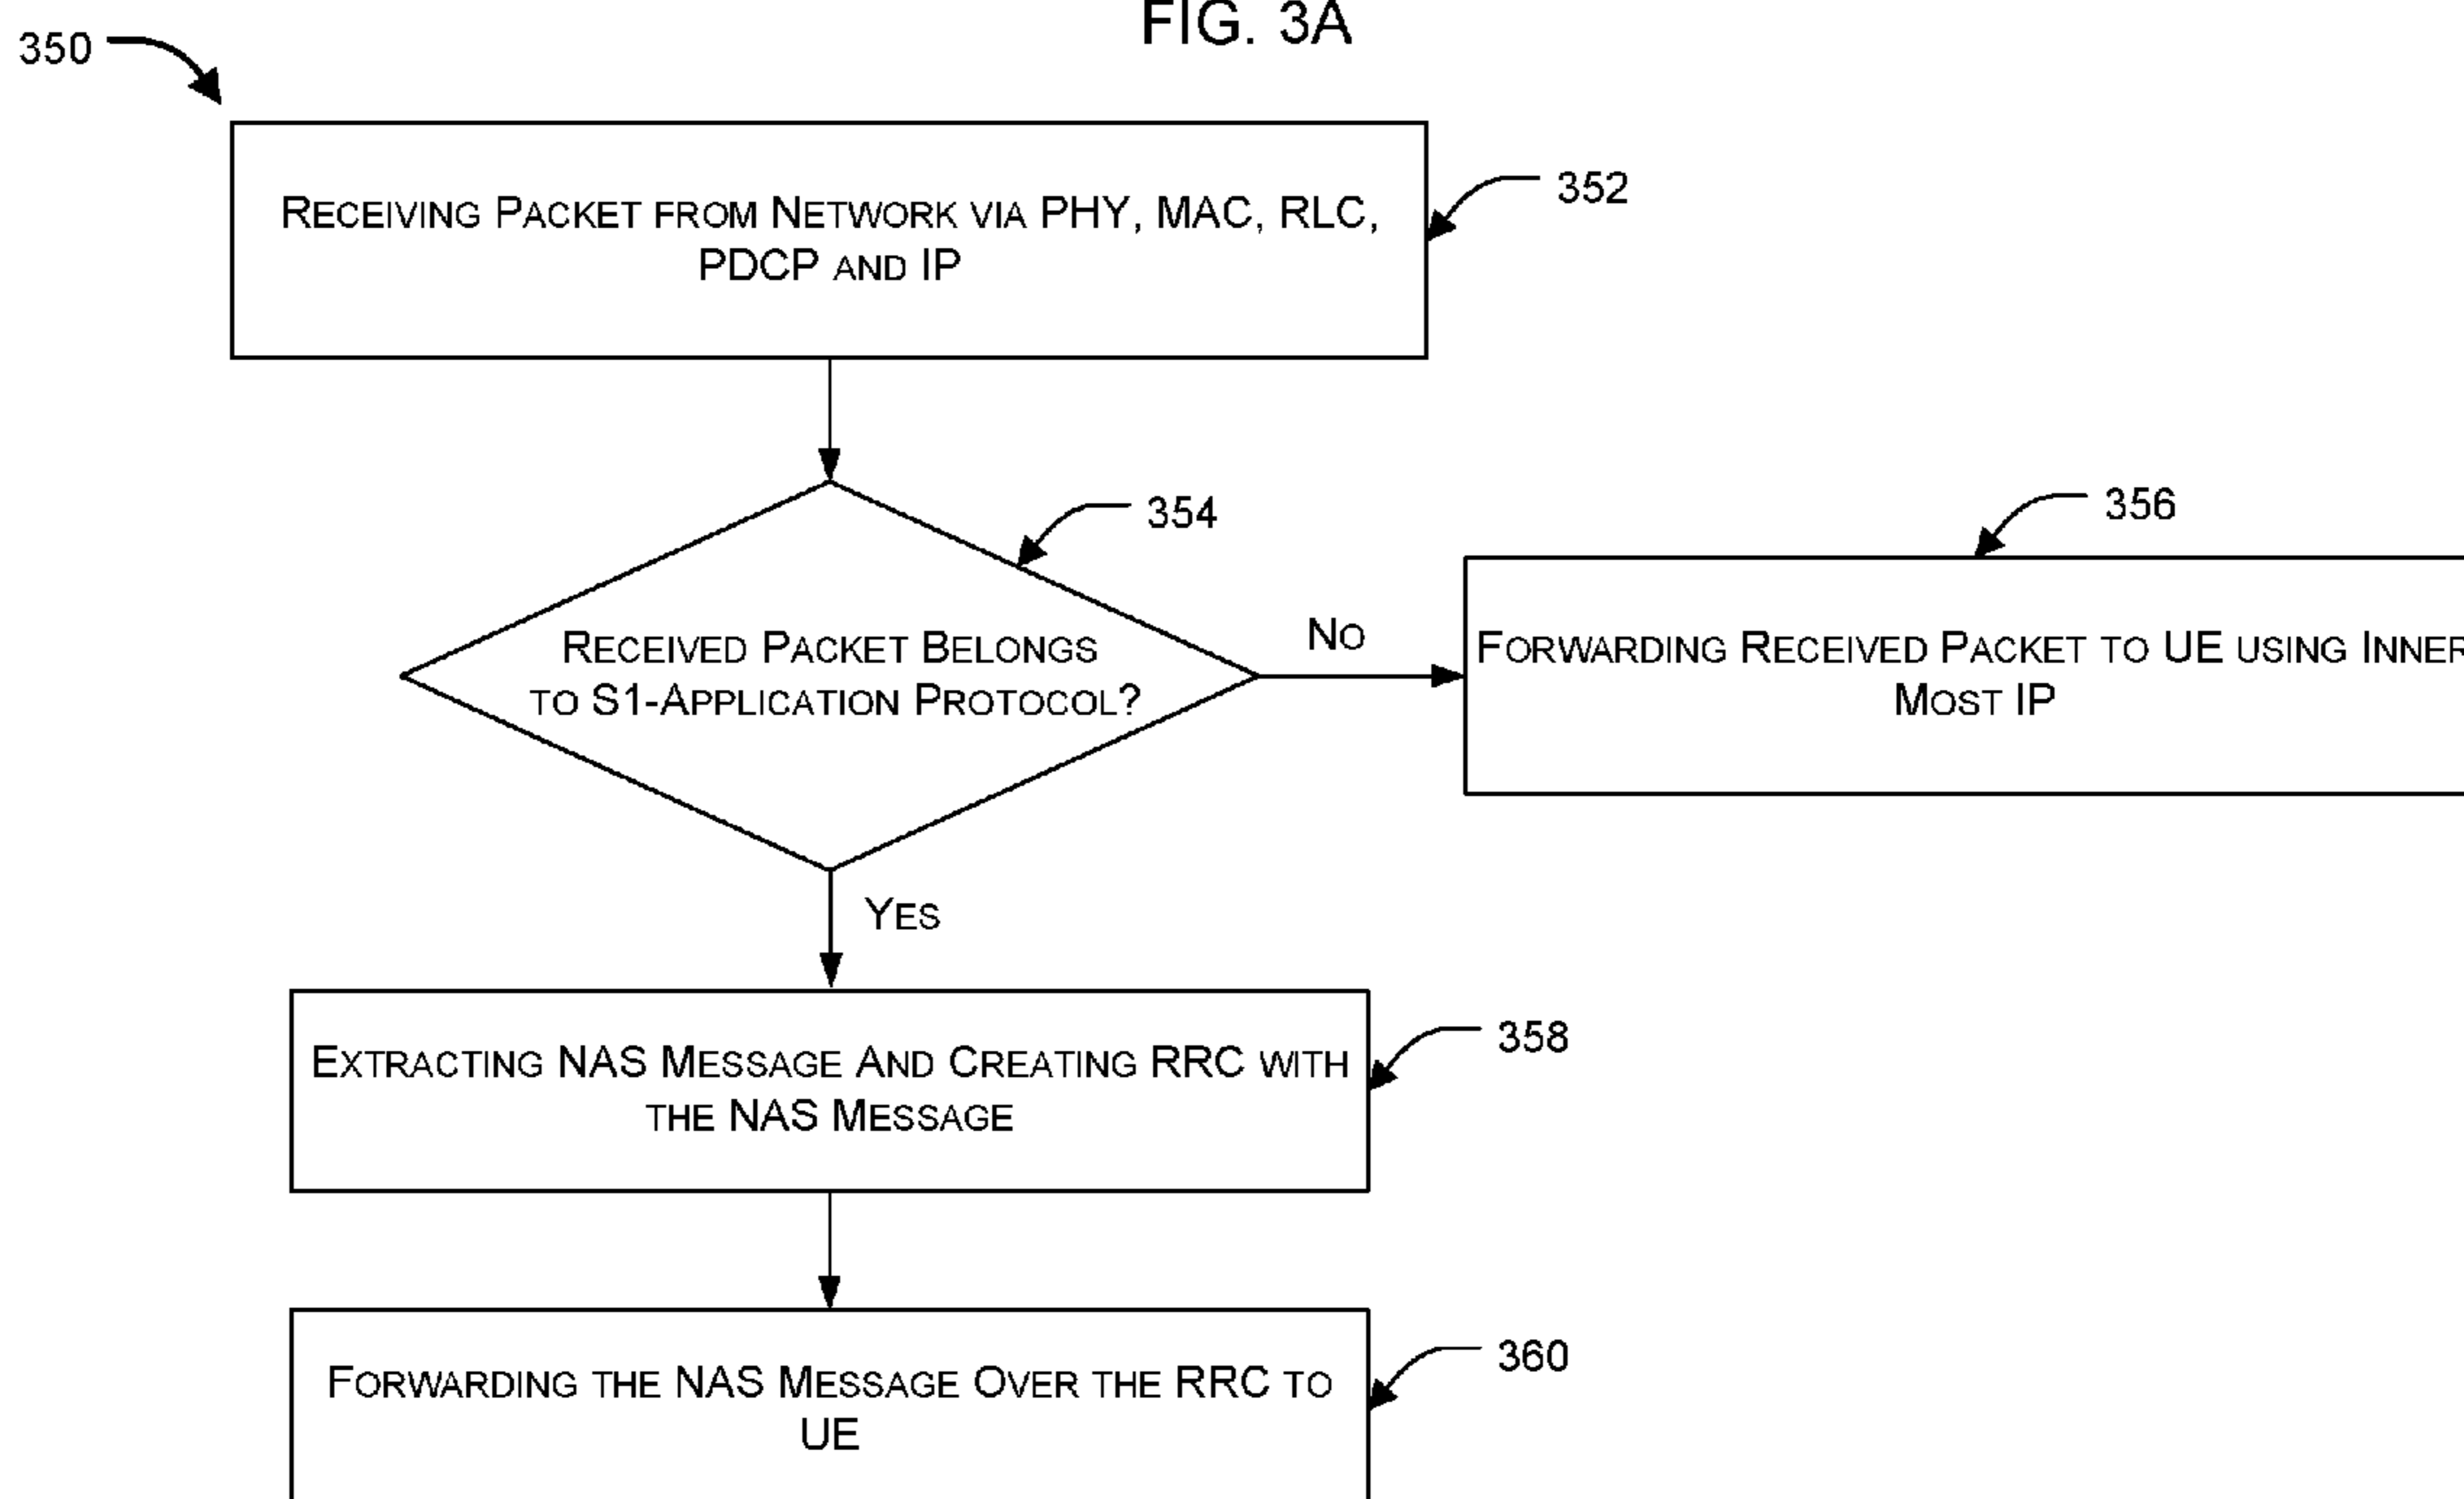 FIG. 3A
350
RECEIVING PACKET FROM NETWORK VIA PHY, MAC, RLC,
PDCP AND IP
352
354
356
RECEIVED PACKET BELONGS
TO S1-APPLICATION PROTOCOL?
NO
FORWARDING RECEIVED PACKET TO UE USING INNER
MOST IP
YES
EXTRACTING NAS MESSAGE AND CREATING RRC WITH
THE NAS MESSAGE
358
FORWARDING THE NAS MESSAGE OVER THE RRC TO
UE
360